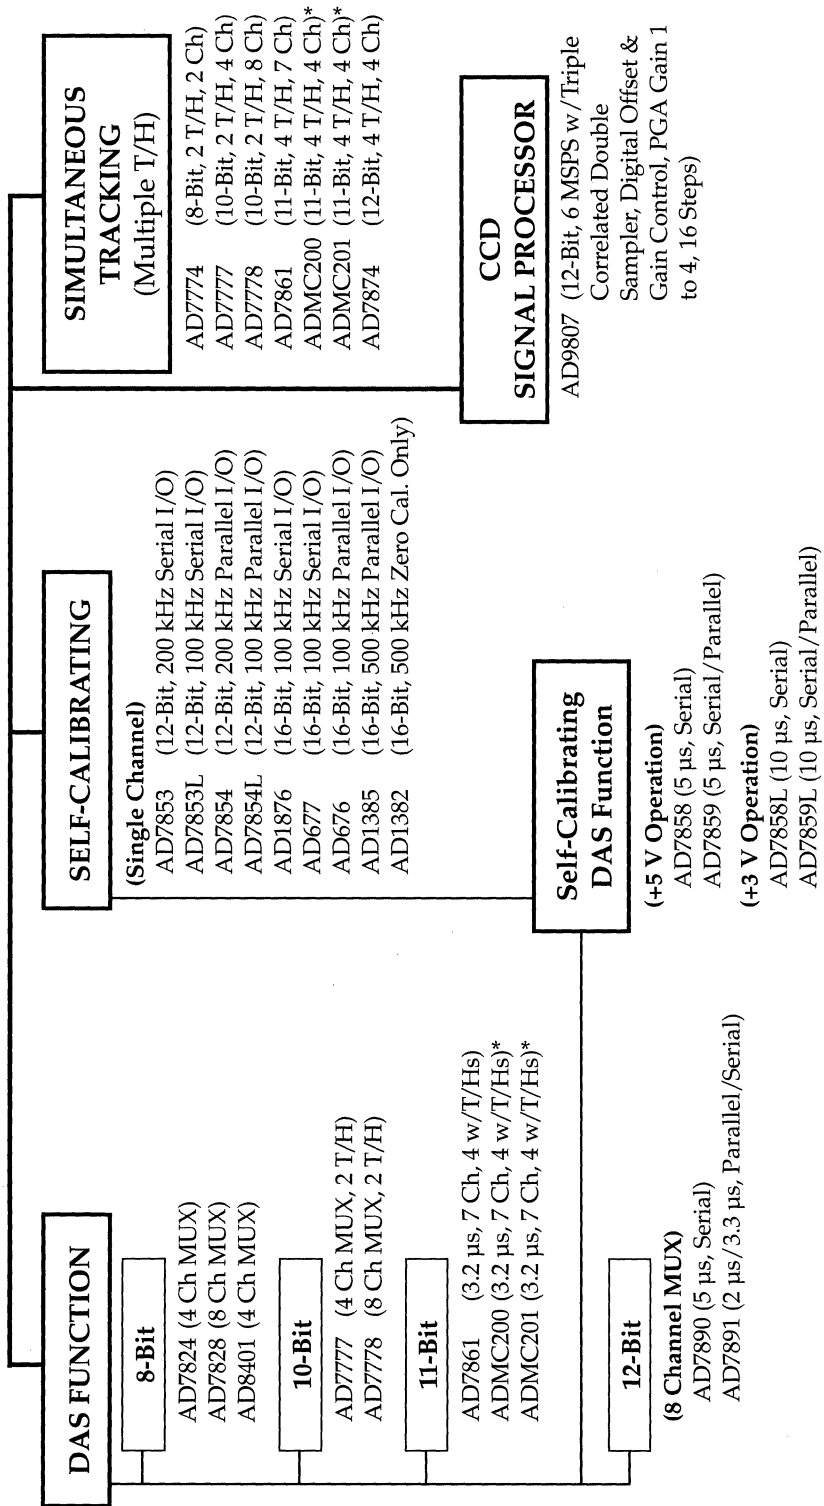 DAS FUNCTION
8-Bit
AD7824 (4 Ch MUX)
AD7828 (8 Ch MUX)
AD8401 (4 Ch MUX)
10-Bit
AD7777 (4 Ch MUX, 2 T/H)
AD7778 (8 Ch MUX, 2 T/H)
11-Bit
AD7861 (3.2 µs, 7 Ch, 4 w/T/Hs)
ADMC200 (3.2 µs, 7 Ch, 4 w/T/Hs)*
ADMC201 (3.2 µs, 7 Ch, 4 w/T/Hs)*
12-Bit
(8 Channel MUX)
AD7890 (5 µs, Serial)
AD7891 (2 µs/3.3 µs, Parallel/Serial)
SELF-CALIBRATING
(Single Channel)
AD7853 (12-Bit, 200 kHz Serial I/O)
AD7853L (12-Bit, 100 kHz Serial I/O)
AD7854 (12-Bit, 200 kHz Parallel I/O)
AD7854L (12-Bit, 100 kHz Parallel I/O)
AD1876 (16-Bit, 100 kHz Serial I/O)
AD677 (16-Bit, 100 kHz Serial I/O)
AD676 (16-Bit, 100 kHz Parallel I/O)
AD1385 (16-Bit, 500 kHz Parallel I/O)
AD1382 (16-Bit, 500 kHz Zero Cal. Only)
Self-Calibrating
DAS Function
(+5 V Operation)
AD7858 (5 µs, Serial)
AD7859 (5 µs, Serial/Parallel)
(+3 V Operation)
AD7858L (10 µs, Serial)
AD7859L (10 µs, Serial/Parallel)
SIMULTANEOUS
TRACKING
(Multiple T/H)
AD7774 (8-Bit, 2 T/H, 2 Ch)
AD7777 (10-Bit, 2 T/H, 4 Ch)
AD7778 (10-Bit, 2 T/H, 8 Ch)
AD7861 (11-Bit, 4 T/H, 7 Ch)
ADMC200 (11-Bit, 4 T/H, 4 Ch)*
ADMC201 (11-Bit, 4 T/H, 4 Ch)*
AD7874 (12-Bit, 4 T/H, 4 Ch)
CCD
SIGNAL PROCESSOR
AD9807 (12-Bit, 6 MSPS w/Triple
Correlated Double
Sampler, Digital Offset &
Gain Control, PGA Gain 1
to 4, 16 Steps)